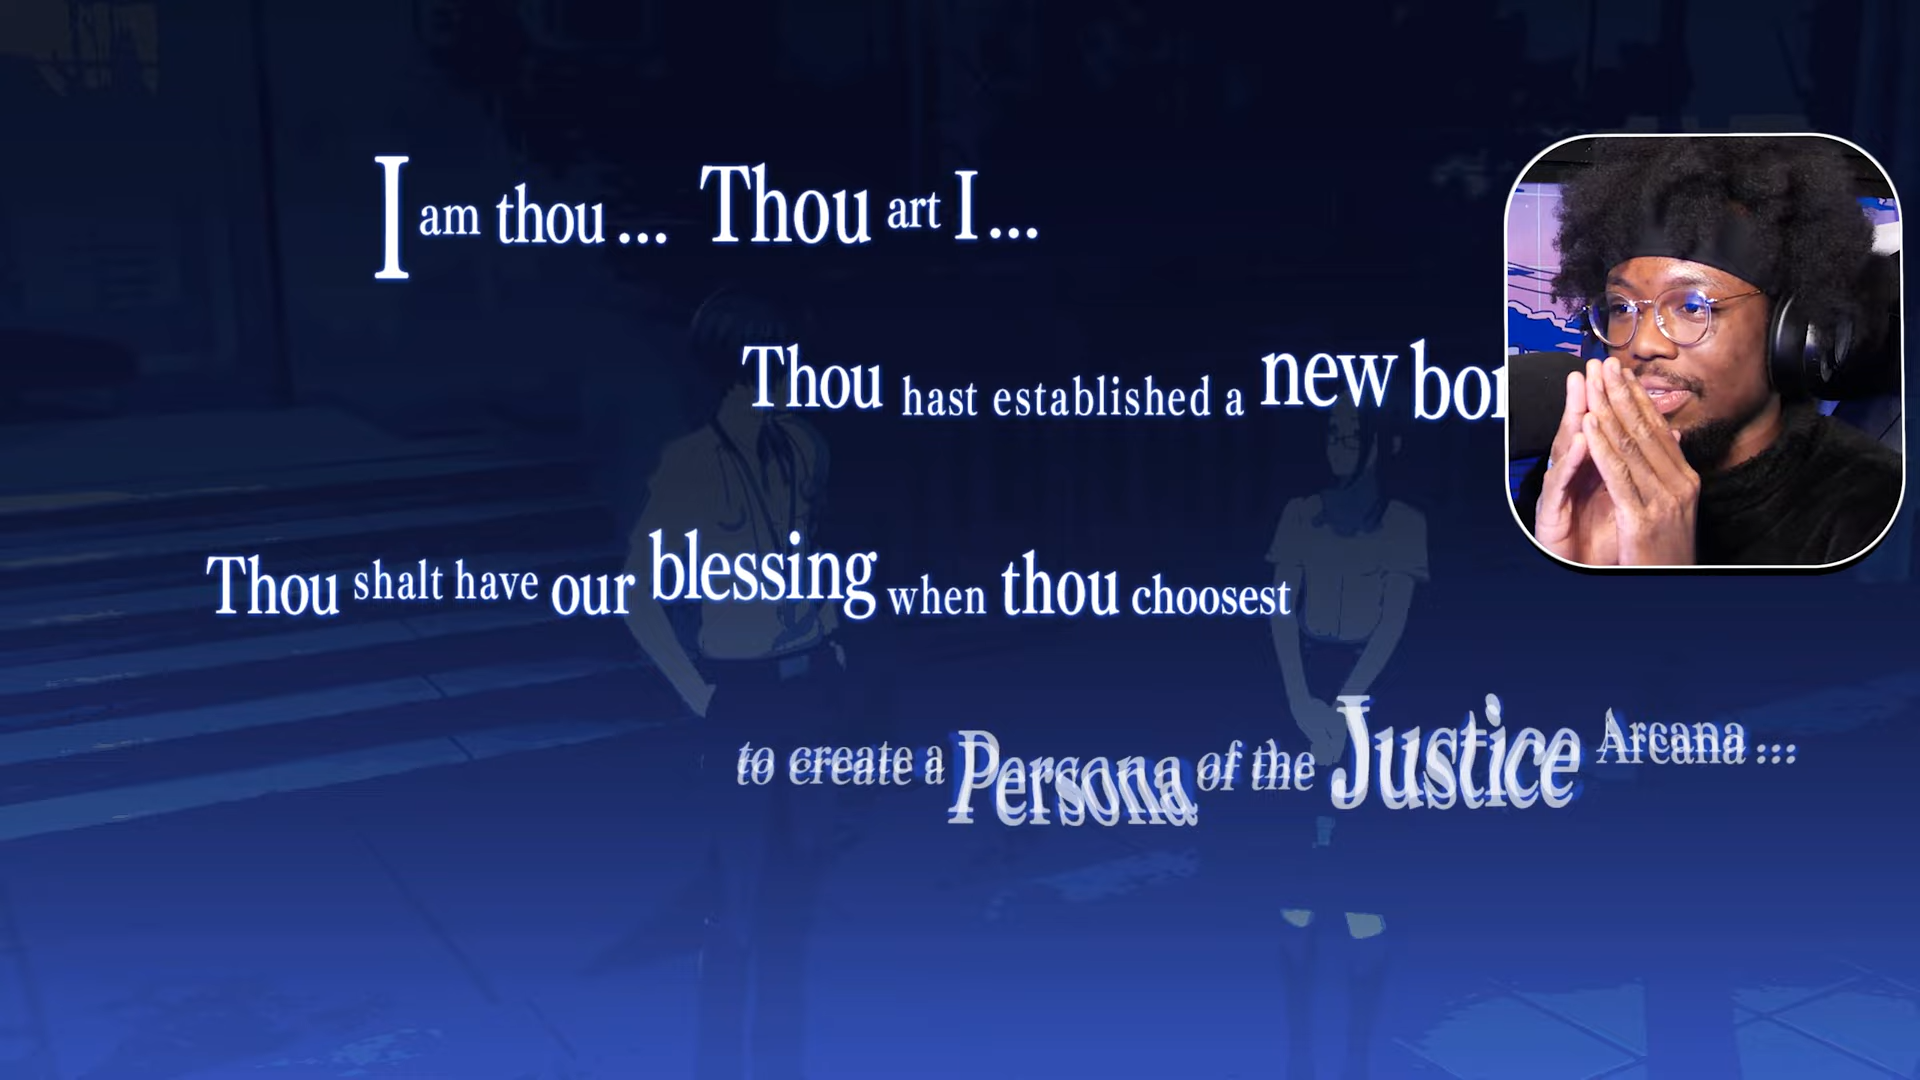 I am thou... Thou art I...
Thou hast established a new bon
Thou shalt have our blessing when thou choosest
to create a Persona of the Justice Arcana...